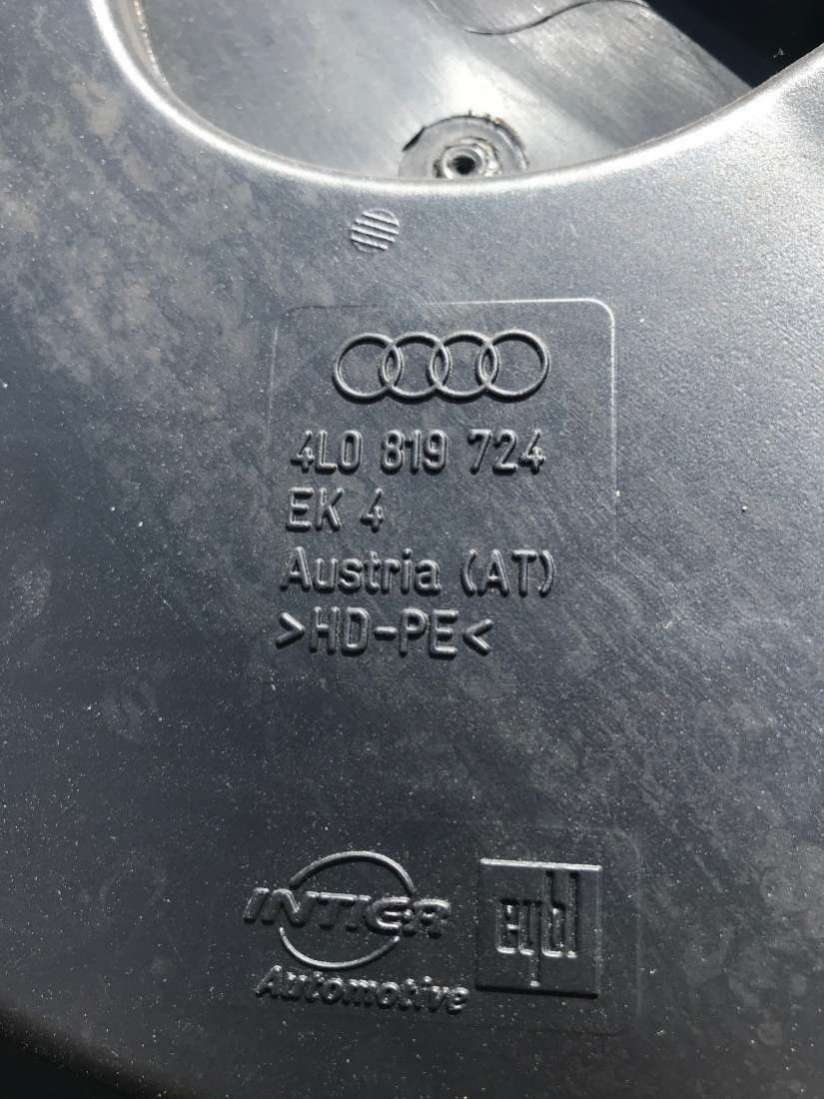 4L0 819 724
EK 4
Austria (AT)
>HD-PE<
INTIER
Automotive